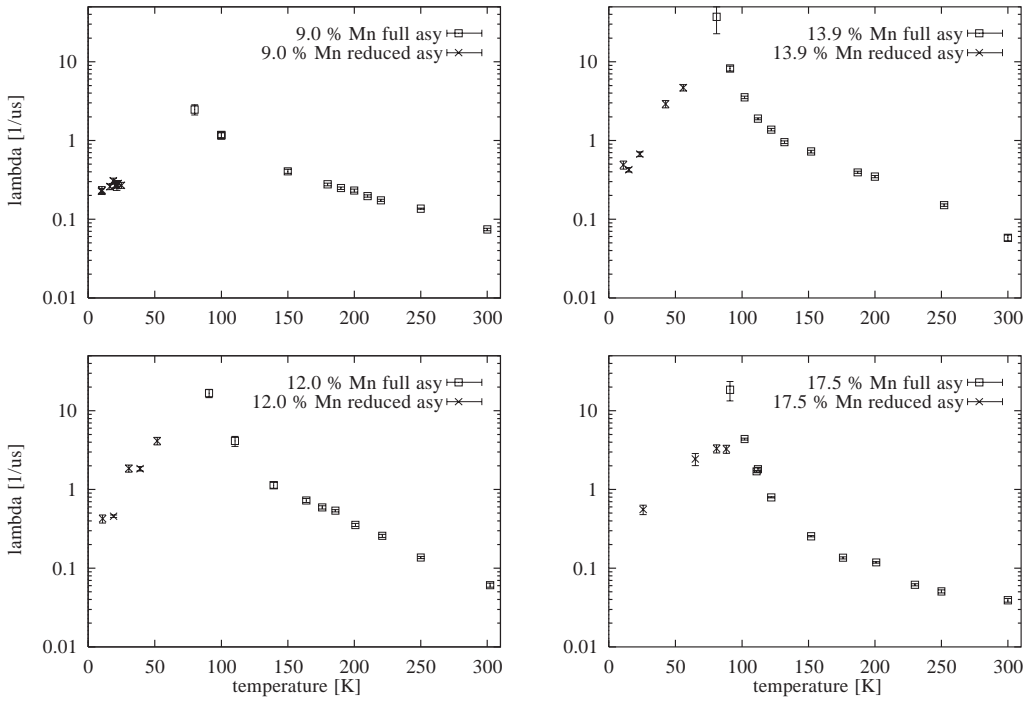 9.0 % Mn full asy
9.0 % Mn reduced asy
lambda [1/us]
10
1
0.1
0.01
0 50 100 150 200 250 300
13.9 % Mn full asy
13.9 % Mn reduced asy
10
1
0.1
0.01
0 50 100 150 200 250 300
12.0 % Mn full asy
12.0 % Mn reduced asy
lambda [1/us]
10
1
0.1
0.01
0 50 100 150 200 250 300
temperature [K]
17.5 % Mn full asy
17.5 % Mn reduced asy
10
1
0.1
0.01
0 50 100 150 200 250 300
temperature [K]